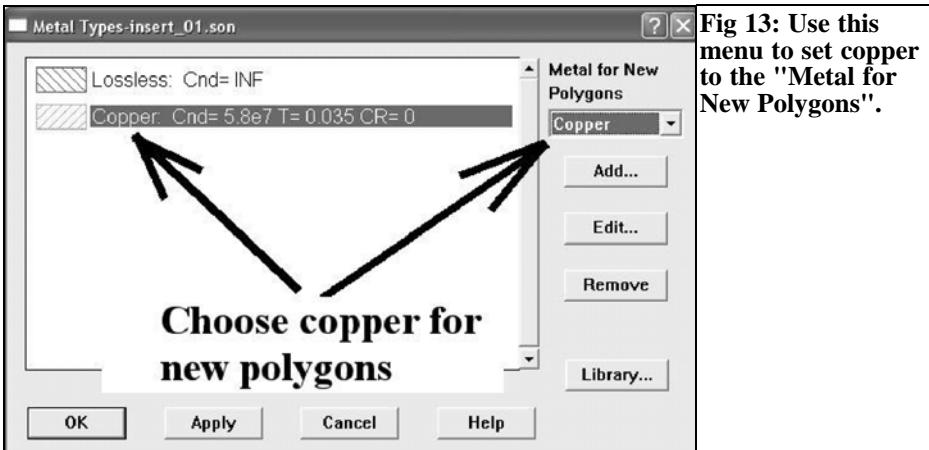 Metal Types-insert_01.son
Lossless: Cnd= INF
Copper: Cnd= 5.8e7 T= 0.035 CR= 0
Metal for New
Polygons
Copper
Add...
Edit...
Remove
Library...
Choose copper for
new polygons
OK
Apply
Cancel
Help
Fig 13: Use this
menu to set copper
to the "Metal for
New Polygons".